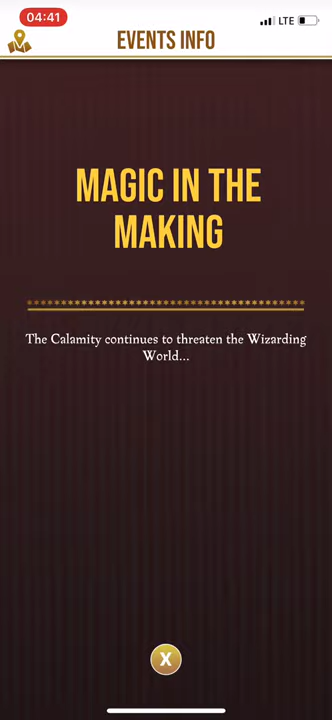 04:41
LTE
EVENTS INFO
MAGIC IN THE
MAKING
The Calamity continues to threaten the Wizarding
World...
X